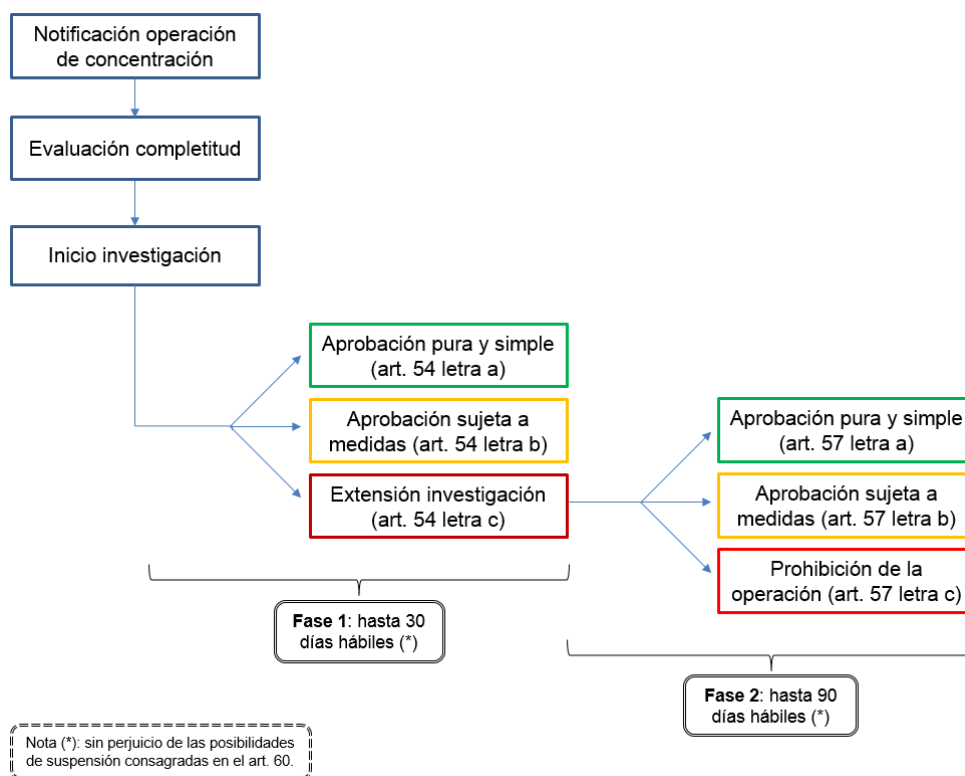 Notificación operación
de concentración
Evaluación completitud
Inicio investigación
Aprobación pura y simple
(art. 54 letra a)
Aprobación sujeta a
medidas (art. 54 letra b)
Extensión investigación
(art. 54 letra c)
Aprobación pura y simple
(art. 57 letra a)
Aprobación sujeta a
medidas (art. 57 letra b)
Prohibición de la
operación (art. 57 letra c)
Fase 1: hasta 30
días hábiles (*)
Fase 2: hasta 90
días hábiles (*)
Nota (*): sin perjuicio de las posibilidades
de suspensión consagradas en el art. 60.